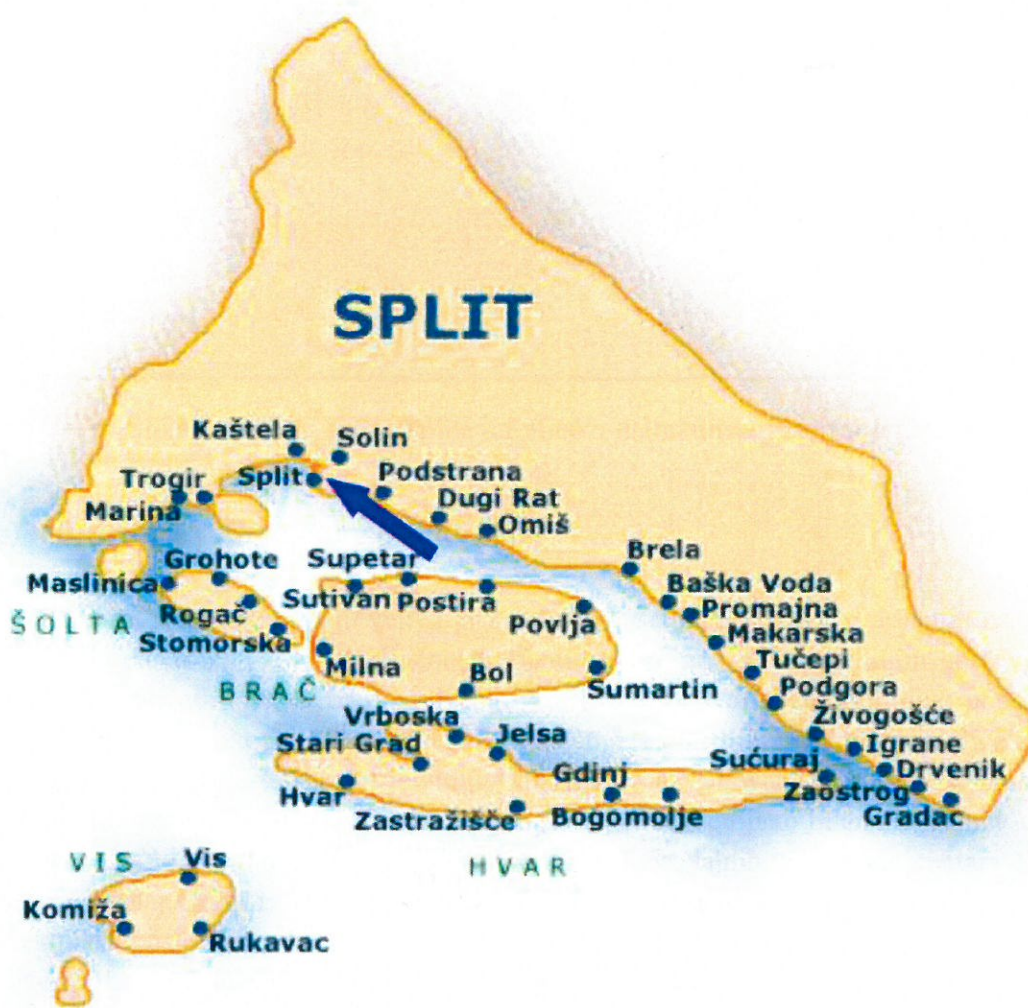 SPLIT
Kaštela
Solin
Trogir
Split
Podstrana
Marina
Dugi Rat
Omiš
Grohote
Supetar
Brela
Maslinica
Sutivan
Postira
Baška Voda
Rogač
Povlja
Promajna
ŠOLTA
Stomorska
Makarska
Milna
Bol
Tučepi
BRAČ
Sumartin
Podgora
Vrboska
Živogošće
Stari Grad
Jelsa
Igrane
Gdinj
Sućuraj
Drvenik
Hvar
Zaostrog
Zastražišče
Bogomolje
Gradac
VIS
Vis
HVAR
Komiža
Rukavac